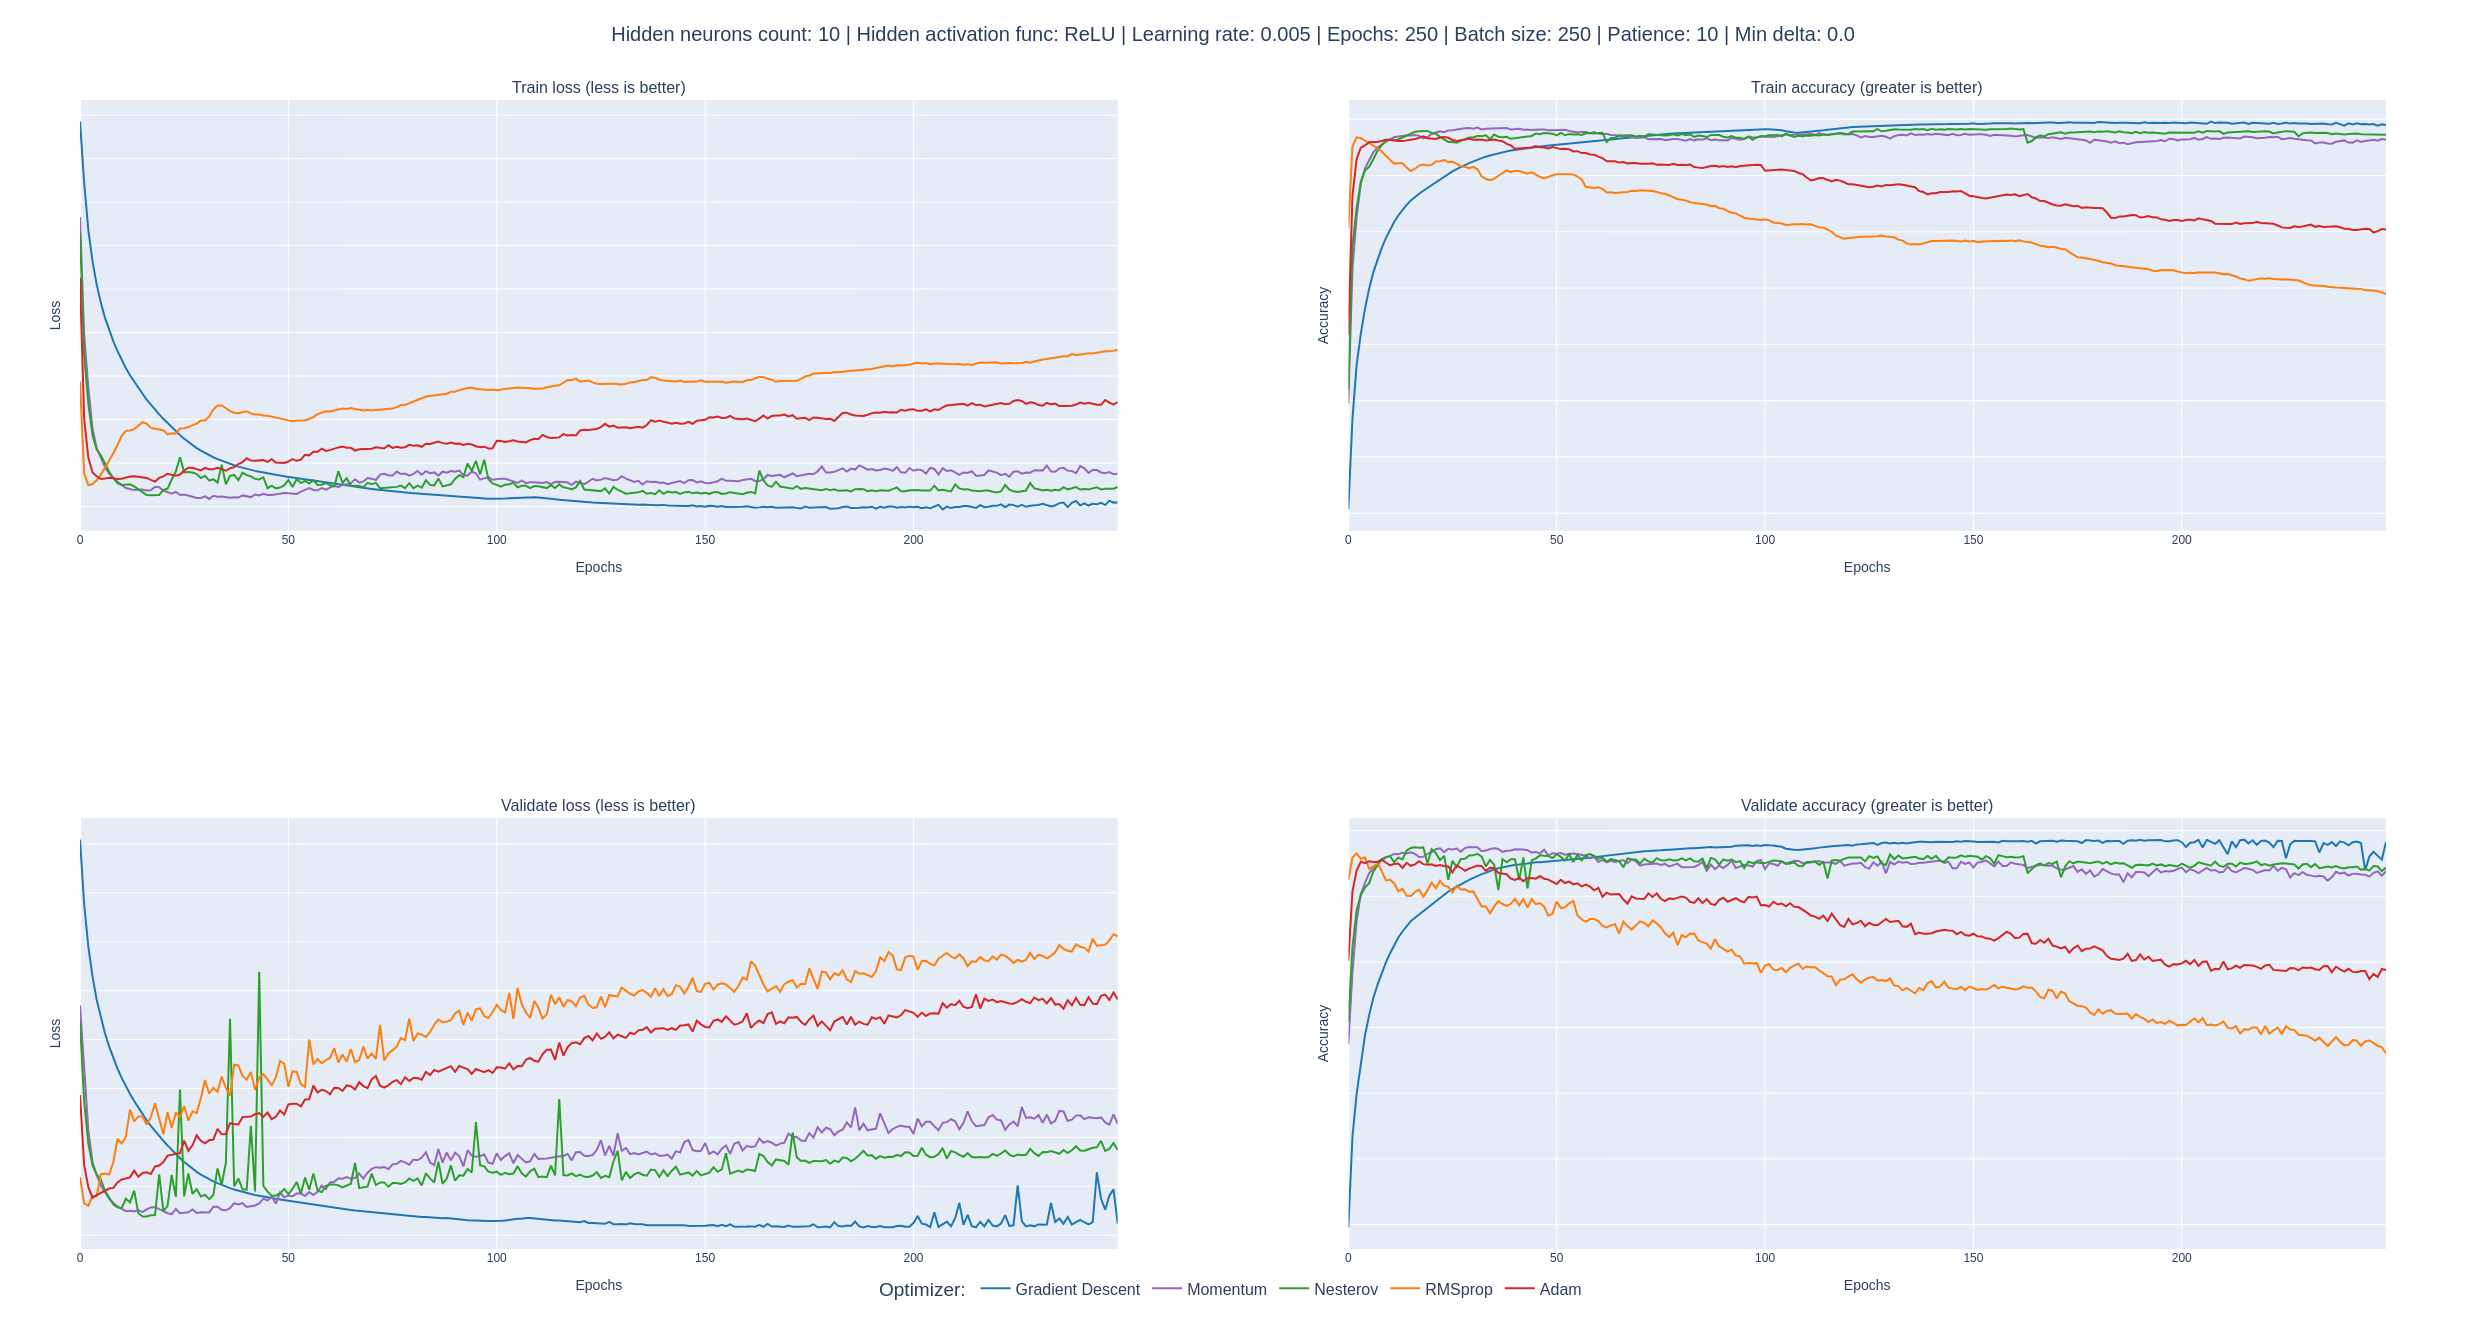 Hidden neurons count: 10 | Hidden activation func: ReLU | Learning rate: 0.005 | Epochs: 250 | Batch size: 250 | Patience: 10 | Min delta: 0.0
Train loss (less is better)
Loss
0 50 100 150 200
Epochs
Train accuracy (greater is better)
Accuracy
0 50 100 150 200
Epochs
Validate loss (less is better)
Loss
0 50 100 150 200
Epochs
Validate accuracy (greater is better)
Accuracy
0 50 100 150 200
Epochs
Optimizer: Gradient Descent Momentum Nesterov RMSprop Adam